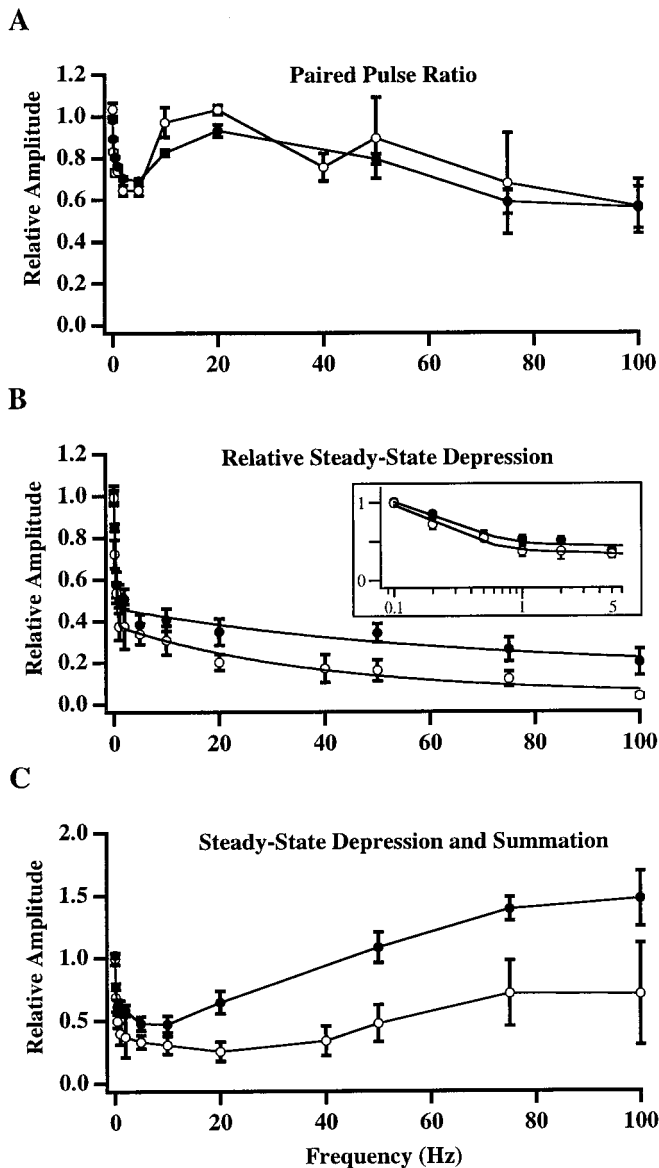 A
Paired Pulse Ratio
Relative Amplitude
1.2
1.0
0.8
0.6
0.4
0.2
0.0
0 20 40 60 80 100
B
Relative Steady-State Depression
Relative Amplitude
1.2
1.0
0.8
0.6
0.4
0.2
0.0
1
0
0.1 1 5
0 20 40 60 80 100
C
Steady-State Depression and Summation
Relative Amplitude
2.0
1.5
1.0
0.5
0.0
0 20 40 60 80 100
Frequency (Hz)